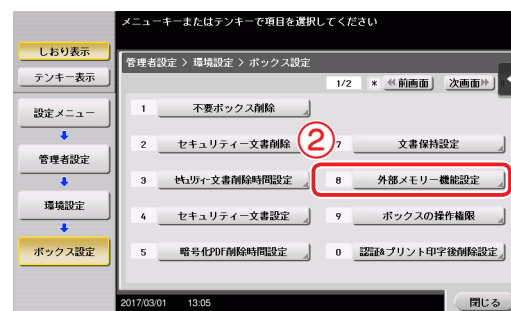 メニューキーまたはテンキーで項目を選択してください
しおり表示
テンキー表示
設定メニュー
管理者設定
環境設定
ボックス設定
管理者設定 > 環境設定 > ボックス設定
1/2 * 前画面 次画面
1 不要ボックス削除
2 セキュリティー文書削除
② 7 文書保持設定
3 ｾｷｭﾘﾃｨｰ文書削除時間設定
8 外部メモリー機能設定
4 セキュリティー文書設定
9 ボックスの操作権限
5 暗号化PDF削除時間設定
0 認証&プリント印字後削除設定
2017/03/01 13:05
閉じる